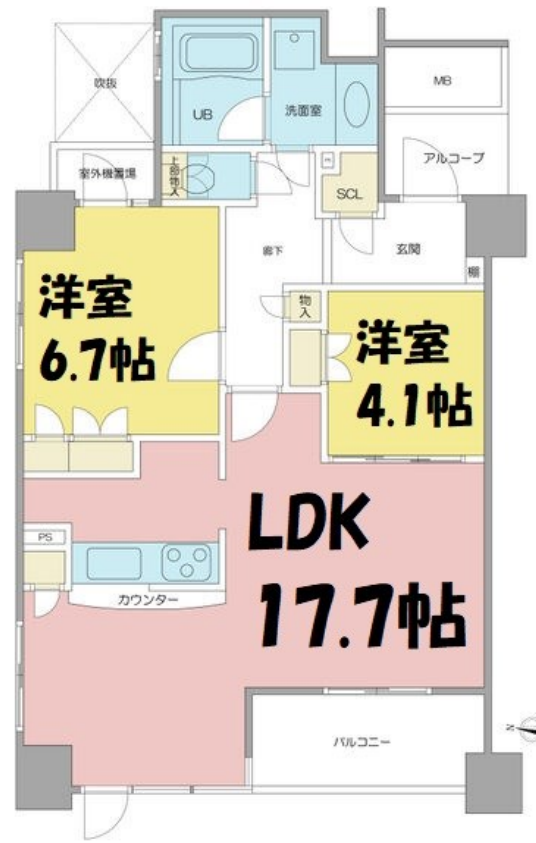 吹抜
UB
洗面室
MB
室外機置場
上部物入
SCL
アルコーブ
廊下
玄関
棚
洋室
6.7帖
物入
洋室
4.1帖
LDK
17.7帖
PS
カウンター
バルコニー
N